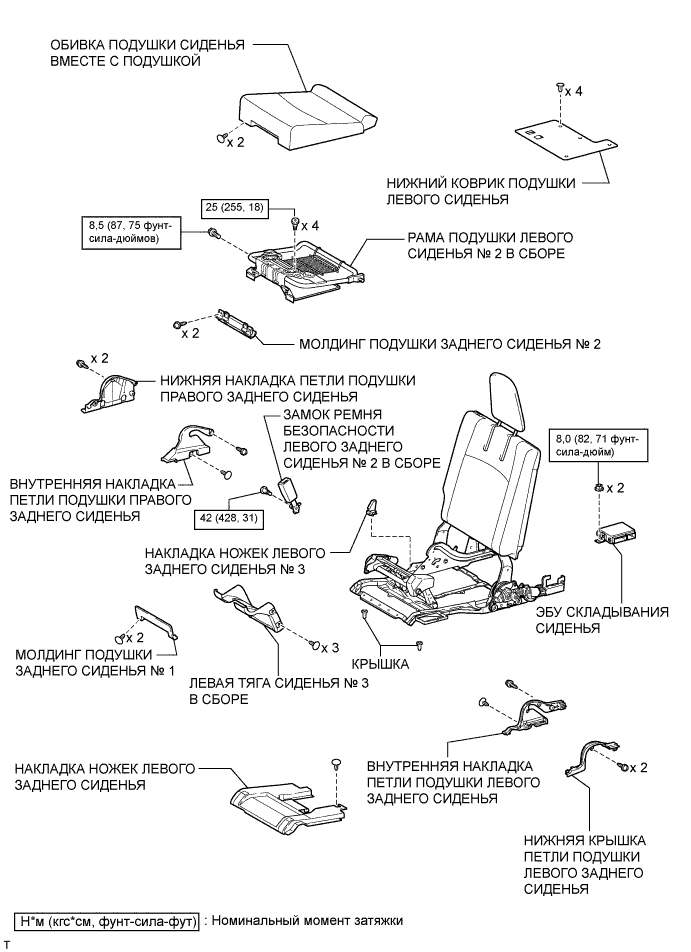 ОБИВКА ПОДУШКИ СИДЕНЬЯ
ВМЕСТЕ С ПОДУШКОЙ
x 4
x 2
НИЖНИЙ КОВРИК ПОДУШКИ
ЛЕВОГО СИДЕНЬЯ
25 (255, 18)
x 4
8,5 (87, 75 фунт-
сила-дюймов)
РАМА ПОДУШКИ ЛЕВОГО
СИДЕНЬЯ № 2 В СБОРЕ
x 2
МОЛДИНГ ПОДУШКИ ЗАДНЕГО СИДЕНЬЯ № 2
x 2
НИЖНЯЯ НАКЛАДКА ПЕТЛИ ПОДУШКИ
ПРАВОГО ЗАДНЕГО СИДЕНЬЯ
ЗАМОК РЕМНЯ
БЕЗОПАСНОСТИ
ЛЕВОГО ЗАДНЕГО
СИДЕНЬЯ № 2 В СБОРЕ
8,0 (82, 71 фунт-
сила-дюйм)
x 2
ВНУТРЕННЯЯ НАКЛАДКА
ПЕТЛИ ПОДУШКИ ПРАВОГО
ЗАДНЕГО СИДЕНЬЯ
42 (428, 31)
НАКЛАДКА НОЖЕК ЛЕВОГО
ЗАДНЕГО СИДЕНЬЯ № 3
ЭБУ СКЛАДЫВАНИЯ
СИДЕНЬЯ
x 2
x 3
МОЛДИНГ ПОДУШКИ
ЗАДНЕГО СИДЕНЬЯ № 1
КРЫШКА
ЛЕВАЯ ТЯГА СИДЕНЬЯ № 3
В СБОРЕ
НАКЛАДКА НОЖЕК ЛЕВОГО
ЗАДНЕГО СИДЕНЬЯ
ВНУТРЕННЯЯ НАКЛАДКА
ПЕТЛИ ПОДУШКИ ЛЕВОГО
ЗАДНЕГО СИДЕНЬЯ
x 2
НИЖНЯЯ КРЫШКА
ПЕТЛИ ПОДУШКИ
ЛЕВОГО ЗАДНЕГО
СИДЕНЬЯ
Н*м (кгс*см, фунт-сила-фут) : Номинальный момент затяжки
T